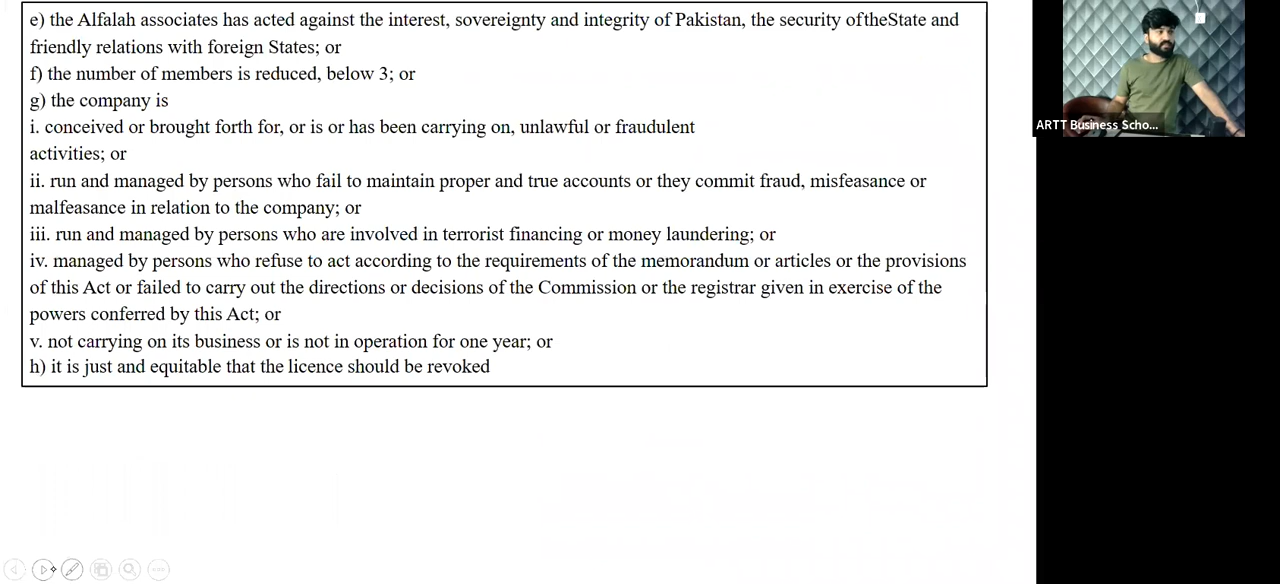 e) the Alfalah associates has acted against the interest, sovereignty and integrity of Pakistan, the security oftheState and
friendly relations with foreign States; or
f) the number of members is reduced, below 3; or
g) the company is
i. conceived or brought forth for, or is or has been carrying on, unlawful or fraudulent
activities; or
ii. run and managed by persons who fail to maintain proper and true accounts or they commit fraud, misfeasance or
malfeasance in relation to the company; or
iii. run and managed by persons who are involved in terrorist financing or money laundering; or
iv. managed by persons who refuse to act according to the requirements of the memorandum or articles or the provisions
of this Act or failed to carry out the directions or decisions of the Commission or the registrar given in exercise of the
powers conferred by this Act; or
v. not carrying on its business or is not in operation for one year; or
h) it is just and equitable that the licence should be revoked
ARTT Business Scho...